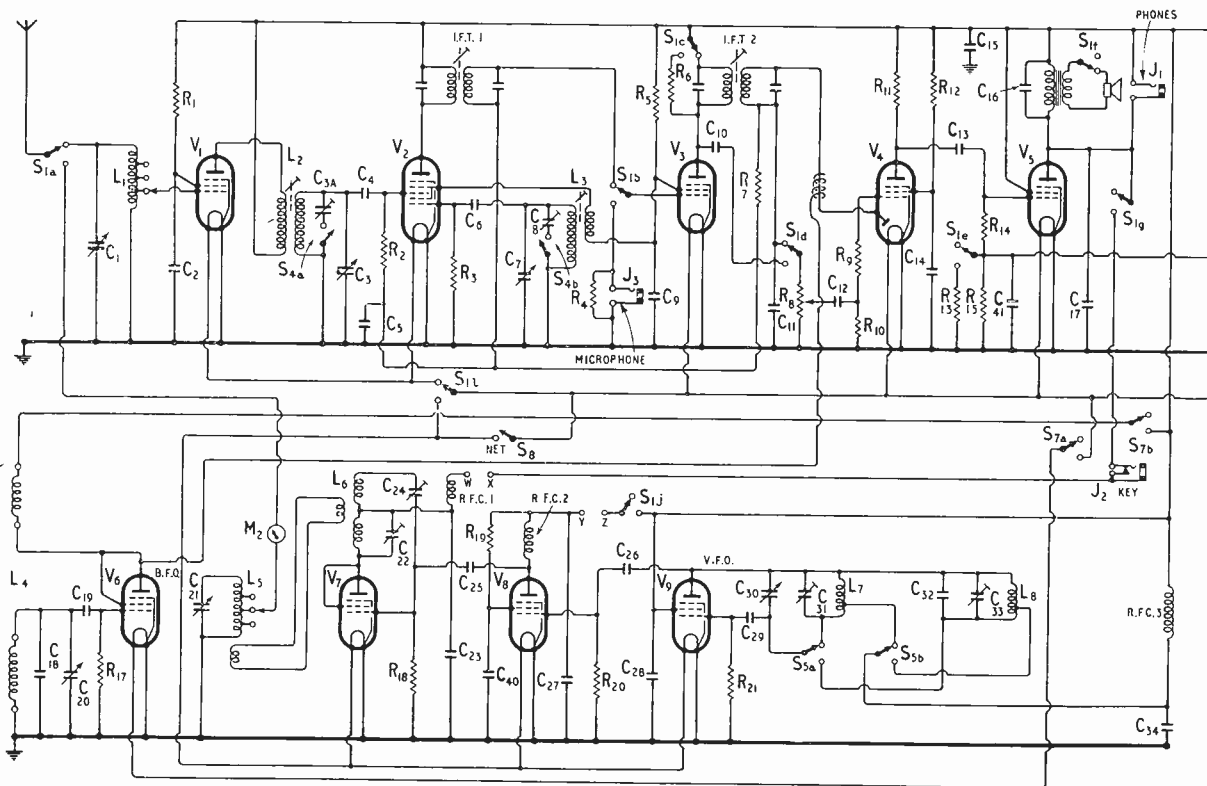 PHONES
I.F.T. 1
S1c
I.F.T 2
C15
S1f
J1
R1
R6
R5
R11
R12
C16
V1
L2
V2
C10
V3
C13
V4
V5
S1a
L1
C3A
C4
S1b
L3
R7
S1g
C1
C2
S4a
C3
R2
R3
C6
C7
C8
S4b
R4
J3
C9
S1d
R8
C12
R9
C14
S1e
R14
C5
C11
R10
R13
R15
C41
C17
MICROPHONE
S1l
NET
S8
S7a
S7b
L6
C24
W
X
R.F.C.1
R.F.C.2
S1j
J2
KEY
M2
R19
Y
Z
L4
V6
B.F.O.
C21
L5
C22
V7
C25
V8
C26
V9
V.F.O.
C30
C31
L7
C32
C33
L8
R.F.C.3
C19
C18
C20
R17
R18
C23
C40
C27
R20
C28
C29
R21
S5a
S5b
C34